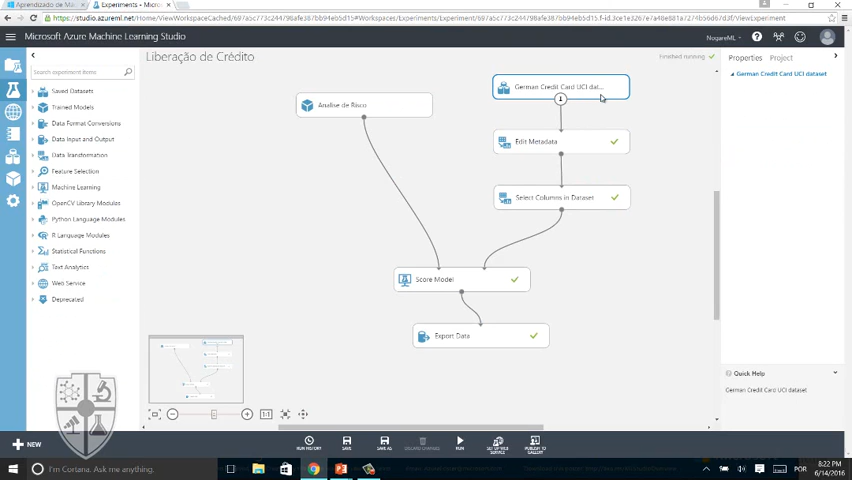 Aprendizado de Ma
Experiments - Micros
https://studio.azureml.net/Home/ViewWorkspaceCached/
#Workspaces/Experiments/Experiment/
/ViewExperiment
Microsoft Azure Machine Learning Studio
NogareML
Search experiment items
Saved Datasets
Trained Models
Data Format Conversions
Data Input and Output
Data Transformation
Feature Selection
Machine Learning
OpenCV Library Modules
Python Language Modules
R Language Modules
Statistical Functions
Text Analytics
Web Service
Deprecated
Liberação de Crédito
Finished running
German Credit Card UCI dat...
Analise de Risco
Edit Metadata
Select Columns in Dataset
Score Model
Export Data
1:1
Properties
Project
German Credit Card UCI dataset
Quick Help
German Credit Card UCI dataset.
NEW
RUN HISTORY
SAVE
SAVE AS
DISCARD CHANGES
RUN
SET UP WEB SERVICE
PUBLISH TO GALLERY
I'm Cortana. Ask me anything.
POR
8:22 PM
6/14/2016